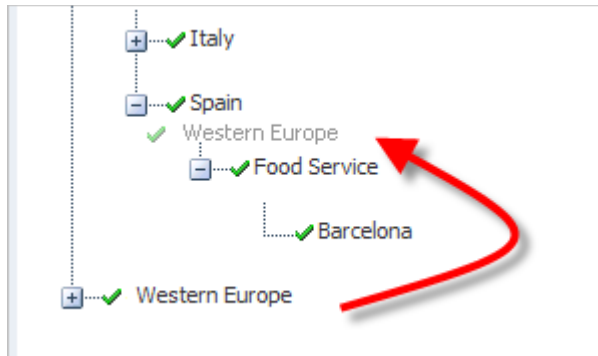 Italy
Spain
Western Europe
Food Service
Barcelona
Western Europe